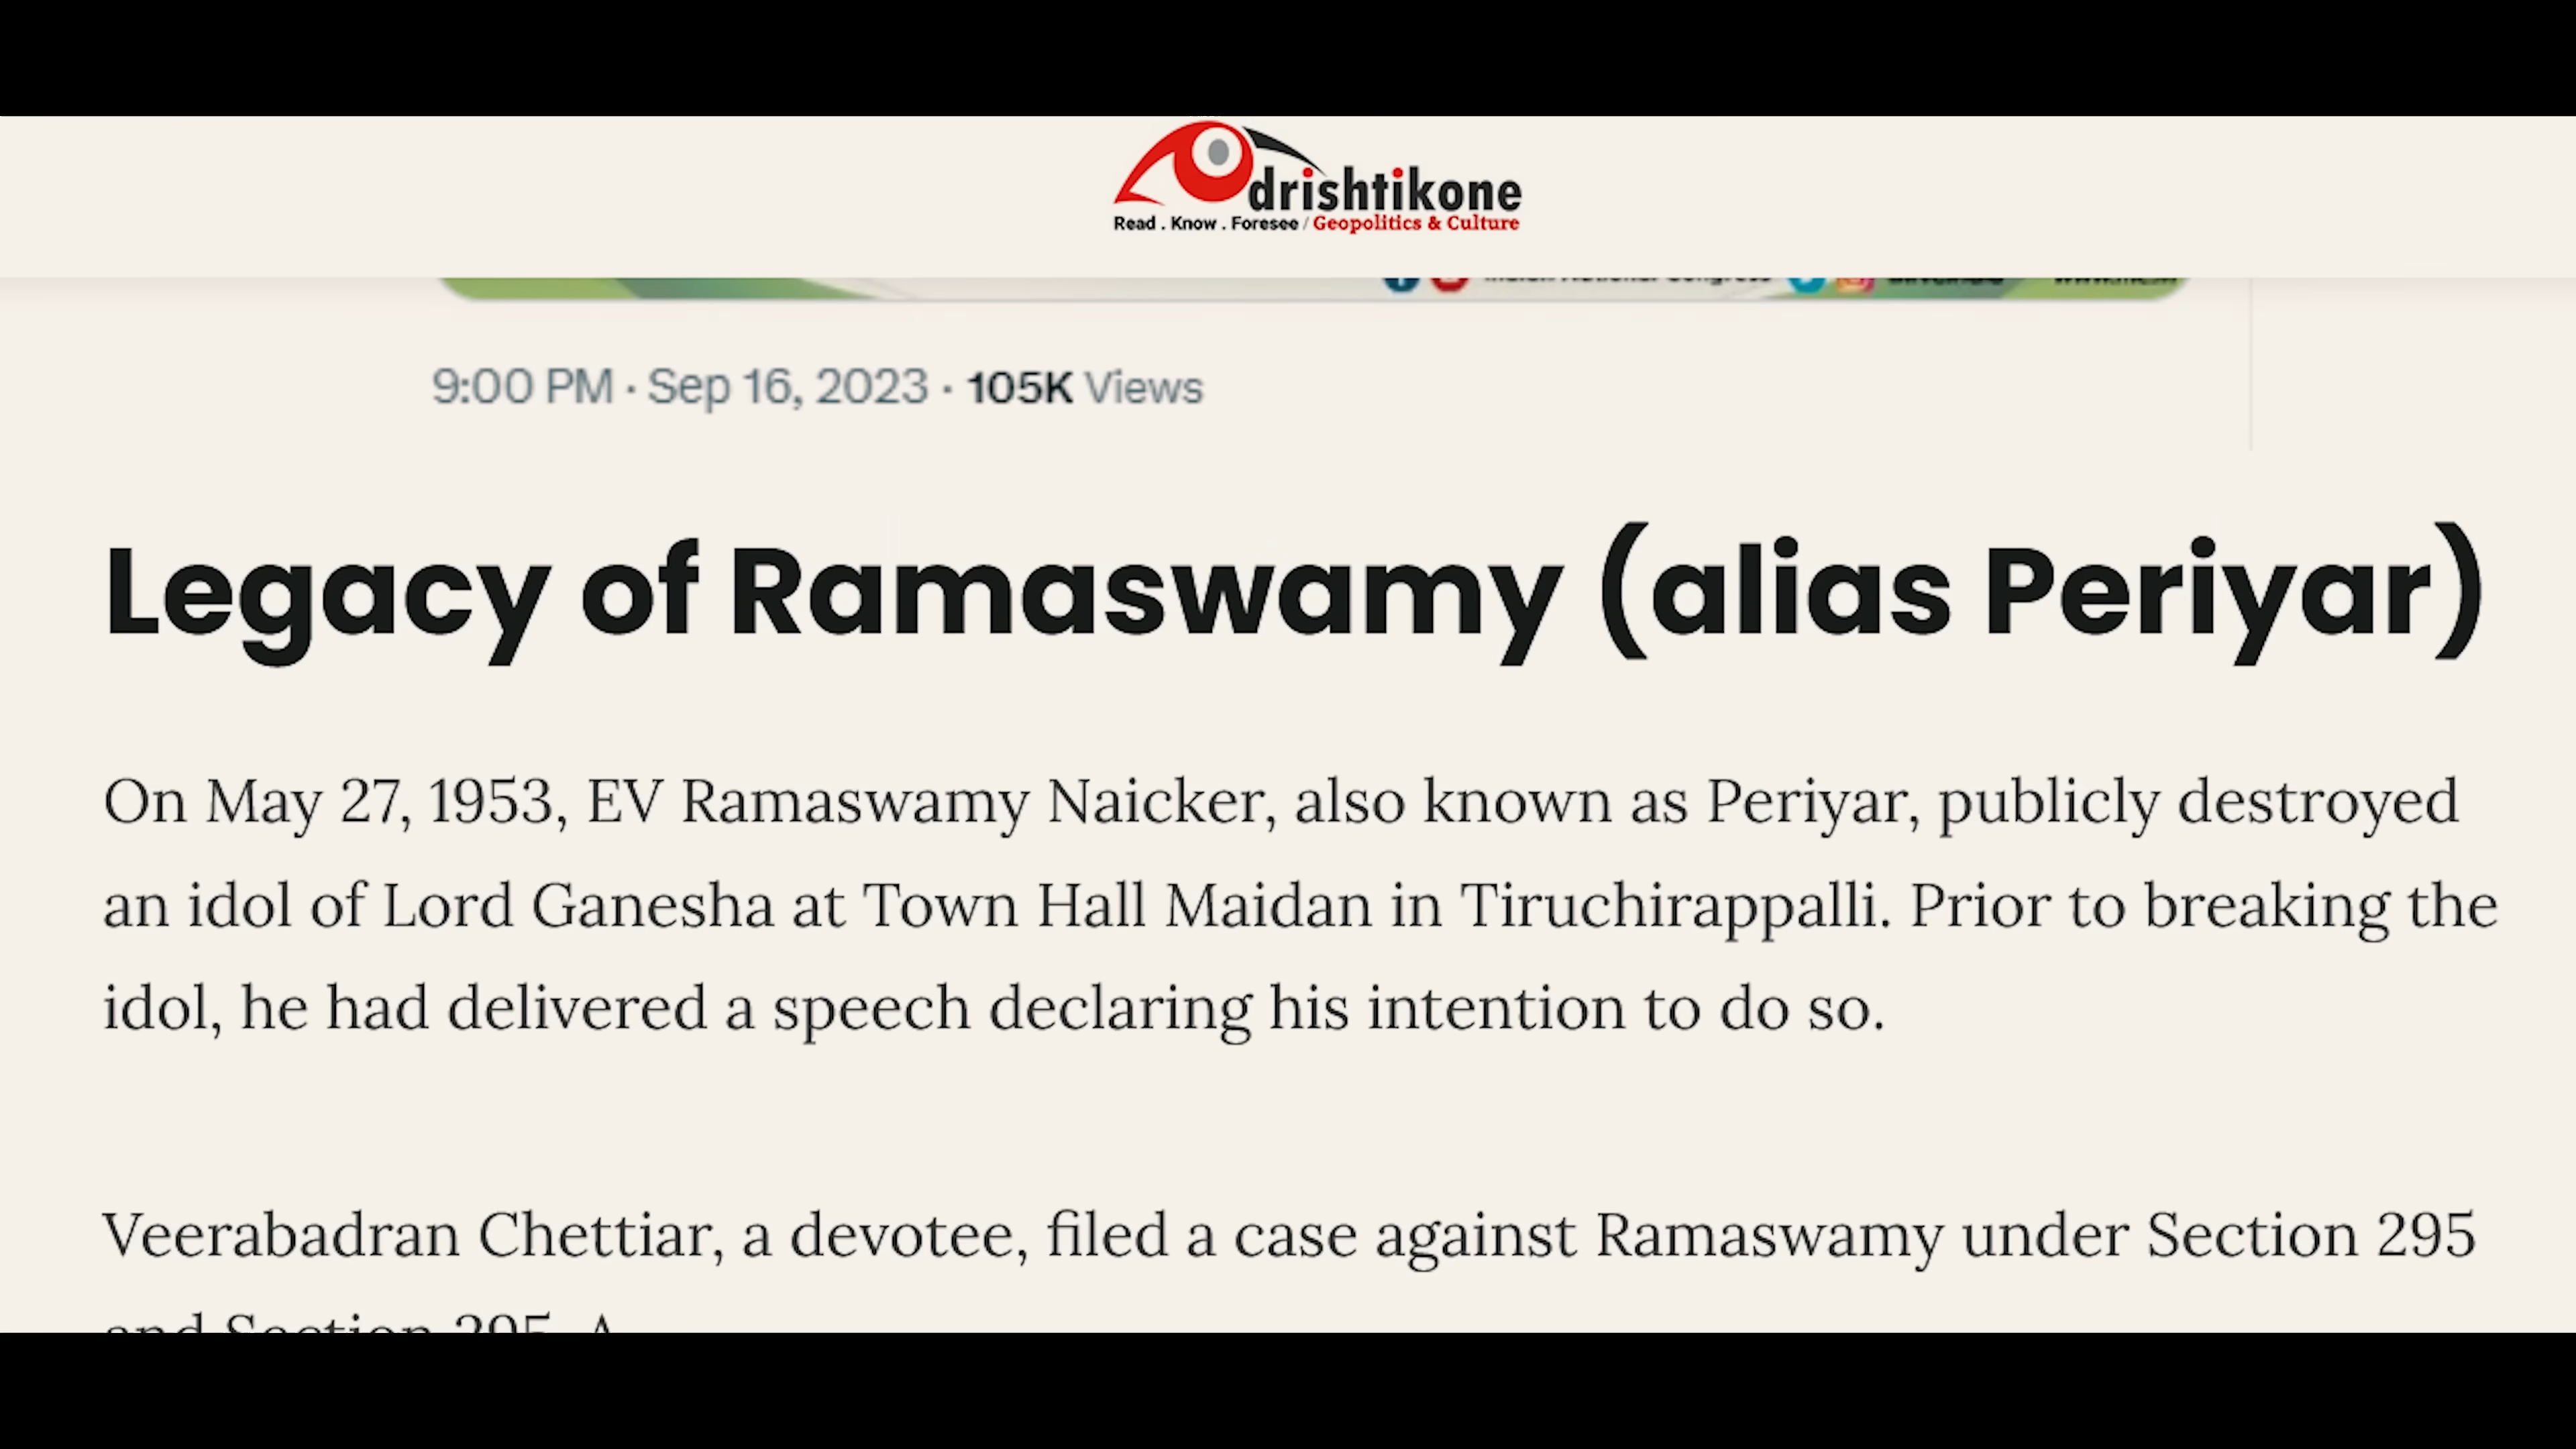 drishtikone
Read . Know . Foresee / Geopolitics & Culture
9:00 PM · Sep 16, 2023 · 105K Views
Legacy of Ramaswamy (alias Periyar)
On May 27, 1953, EV Ramaswamy Naicker, also known as Periyar, publicly destroyed
an idol of Lord Ganesha at Town Hall Maidan in Tiruchirappalli. Prior to breaking the
idol, he had delivered a speech declaring his intention to do so.
Veerabadran Chettiar, a devotee, filed a case against Ramaswamy under Section 295
and Section 295